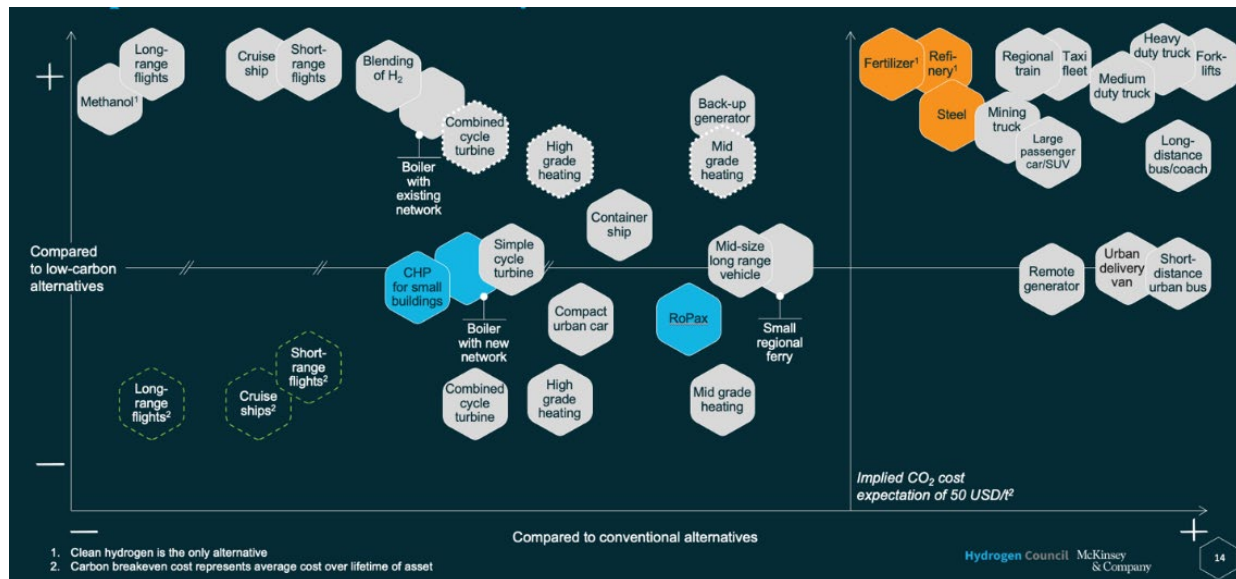 Long-
range
flights
Methanol1
Cruise
ship
Short-
range
flights
Blending
of H2
Combined
cycle
turbine
Boiler
with
existing
network
High
grade
heating
Back-up
generator
Mid
grade
heating
Container
ship
Fertilizer1
Refi-
nery1
Steel
Regional
train
Taxi
fleet
Heavy
duty truck
Fork-
lifts
Medium
duty truck
Mining
truck
Large
passenger
car/SUV
Long-
distance
bus/coach
Compared
to low-carbon
alternatives
CHP
for small
buildings
Simple
cycle
turbine
Boiler
with new
network
Mid-size
long range
vehicle
Small
regional
ferry
Remote
generator
Urban
delivery
van
Short-
distance
urban bus
Compact
urban car
RoPax
Long-
range
flights2
Cruise
ships2
Short-
range
flights2
Combined
cycle
turbine
High
grade
heating
Mid grade
heating
Implied CO2 cost
expectation of 50 USD/t2
Compared to conventional alternatives
1. Clean hydrogen is the only alternative
2. Carbon breakeven cost represents average cost over lifetime of asset
Hydrogen Council
McKinsey
& Company
14